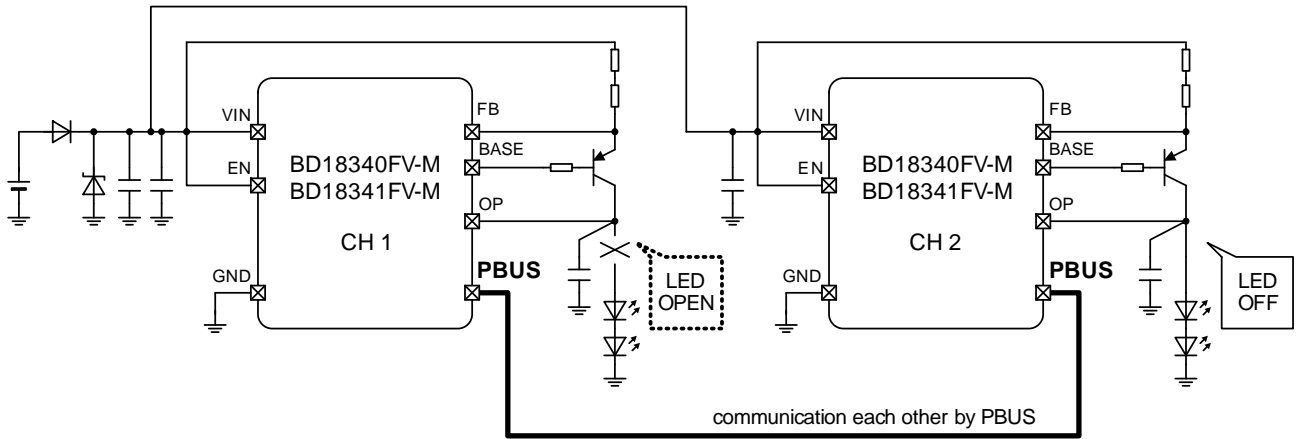 VIN
EN
GND
BD18340FV-M
BD18341FV-M
CH 1
FB
BASE
OP
PBUS
LED
OPEN
VIN
EN
GND
BD18340FV-M
BD18341FV-M
CH 2
FB
BASE
OP
PBUS
LED
OFF
communication each other by PBUS